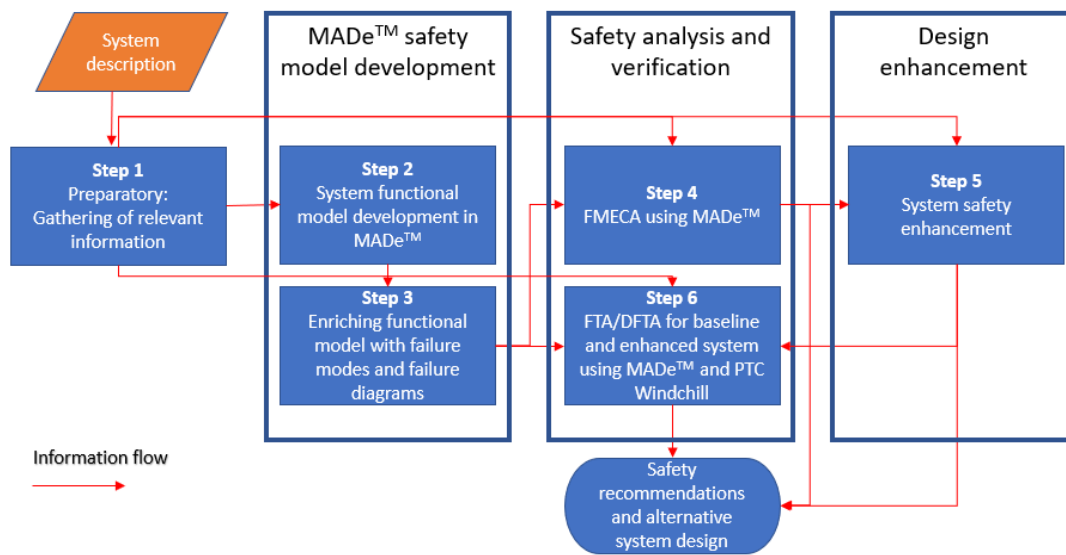 System
description
MADe™ safety
model development
Safety analysis and
verification
Design
enhancement
Step 1
Preparatory:
Gathering of relevant
information
Step 2
System functional
model development in
MADe™
Step 4
FMECA using MADe™
Step 5
System safety
enhancement
Step 3
Enriching functional
model with failure
modes and failure
diagrams
Step 6
FTA/DFTA for baseline
and enhanced system
using MADe™ and PTC
Windchill
Information flow
Safety
recommendations
and alternative
system design